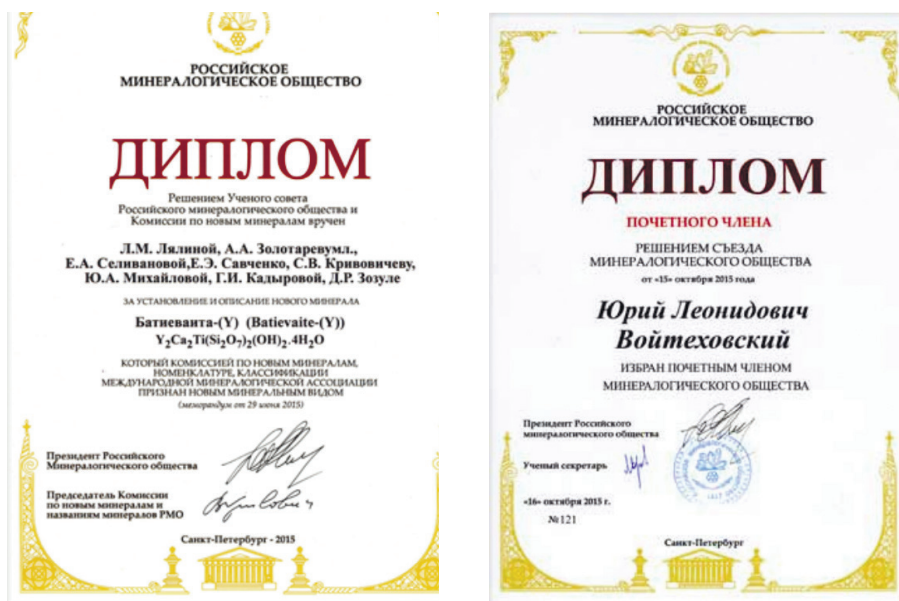 РОССИЙСКОЕ
МИНЕРАЛОГИЧЕСКОЕ ОБЩЕСТВО
ДИПЛОМ
Решением Ученого совета
Российского минералогического общества и
Комиссии по новым минералам вручен
Л.М. Лялиной, А.А. Золотаревумл.,
Е.А. Селивановой,Е.Э. Савченко, С.В. Кривовичеву,
Ю.А. Михайловой, Г.И. Кадыровой, Д.Р. Зозуле
ЗА УСТАНОВЛЕНИЕ И ОПИСАНИЕ НОВОГО МИНЕРАЛА
Батиеваита-(Y) (Batievaite-(Y))
Y₂Ca₂Ti(Si₂O₇)₂(OH)₂.4H₂O
КОТОРЫЙ КОМИССИЕЙ ПО НОВЫМ МИНЕРАЛАМ,
НОМЕНКЛАТУРЕ, КЛАССИФИКАЦИИ
МЕЖДУНАРОДНОЙ МИНЕРАЛОГИЧЕСКОЙ АССОЦИАЦИИ
ПРИЗНАН НОВЫМ МИНЕРАЛЬНЫМ ВИДОМ
(меморандум от 29 июня 2015)
Президент Российского
Минералогического общества
Председатель Комиссии
по новым минералам и
названиям минералов РМО
Санкт-Петербург - 2015
РОССИЙСКОЕ
МИНЕРАЛОГИЧЕСКОЕ ОБЩЕСТВО
ДИПЛОМ
ПОЧЕТНОГО ЧЛЕНА
РЕШЕНИЕМ СЪЕЗДА
МИНЕРАЛОГИЧЕСКОГО ОБЩЕСТВА
от «15» октября 2015 года
Юрий Леонидович
Войтеховский
ИЗБРАН ПОЧЕТНЫМ ЧЛЕНОМ
МИНЕРАЛОГИЧЕСКОГО ОБЩЕСТВА
Президент Российского
минералогического общества
Ученый секретарь
«16» октября 2015 г.
№121
Санкт-Петербург